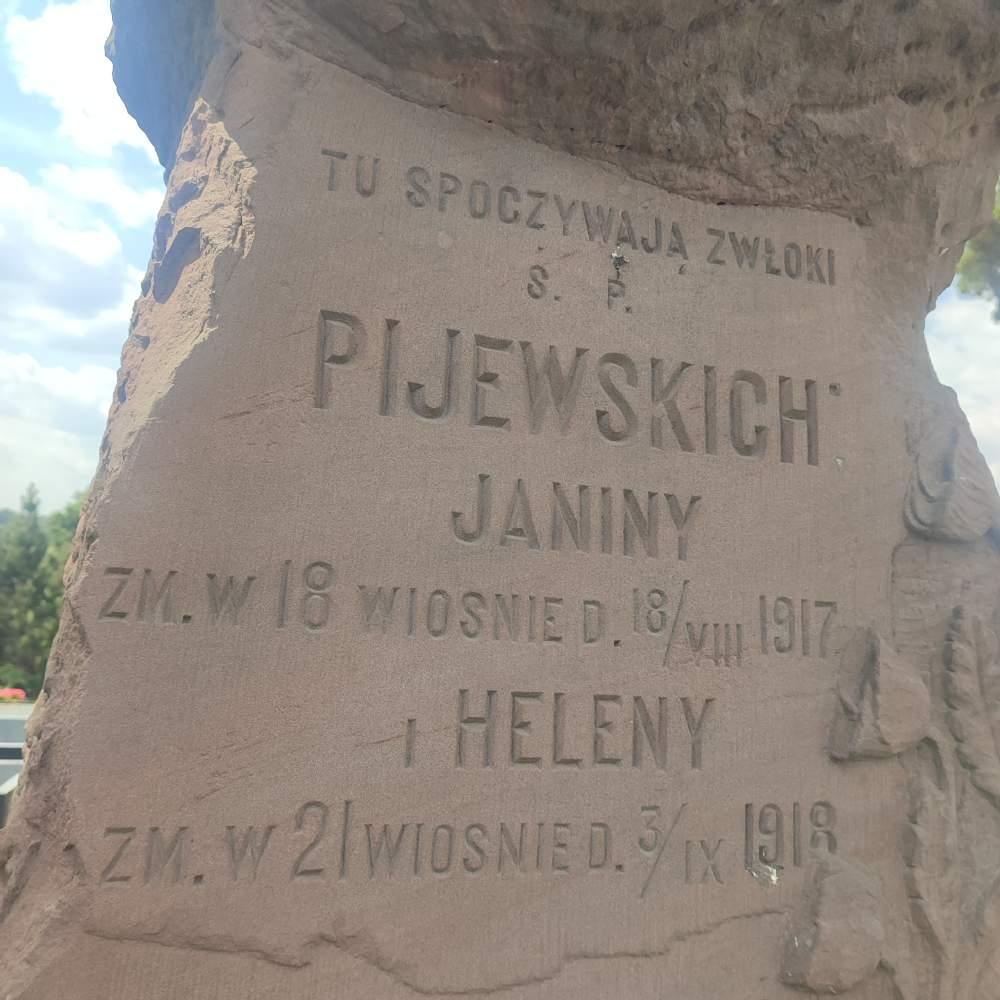 TU SPOCZYWAJĄ ZWŁOKI
Ś. P.
PIJEWSKICH:
JANINY
ZM. W 18 WIOSNIE D. 18/VIII 1917
I HELENY
ZM. W 21 WIOSNIE D. 3/IX 1918